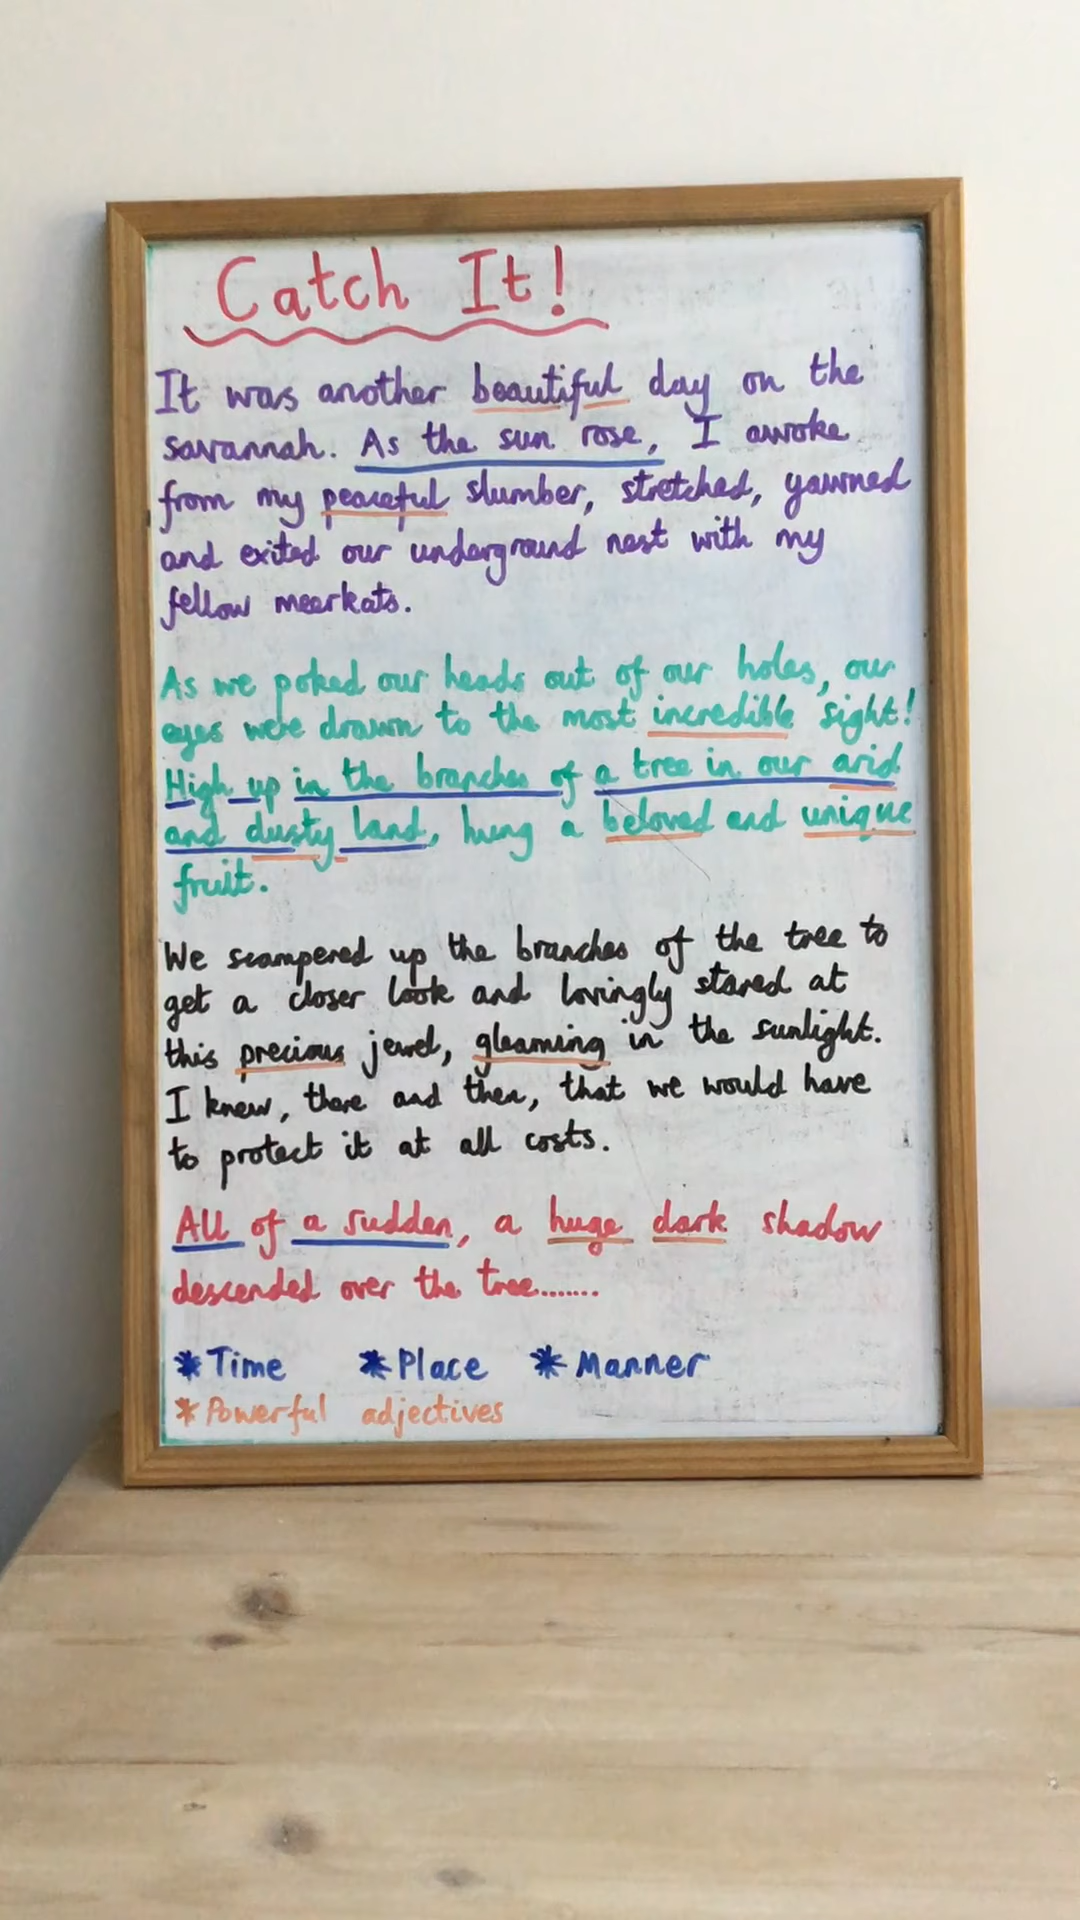 Catch It!
It was another beautiful day on the
savannah. As the sun rose, I awoke
from my peaceful slumber, stretched, yawned
and exited our underground nest with my
fellow meerkats.
As we poked our heads out of our holes, our
eyes were drawn to the most incredible sight!
High up in the branches of a tree in our arid
and dusty land, hung a beloved and unique
fruit.
We scampered up the branches of the tree to
get a closer look and lovingly stared at
this precious jewel, gleaming in the sunlight.
I knew, there and then, that we would have
to protect it at all costs.
All of a sudden, a huge dark shadow
descended over the tree.......
*Time *Place *Manner
*Powerful adjectives